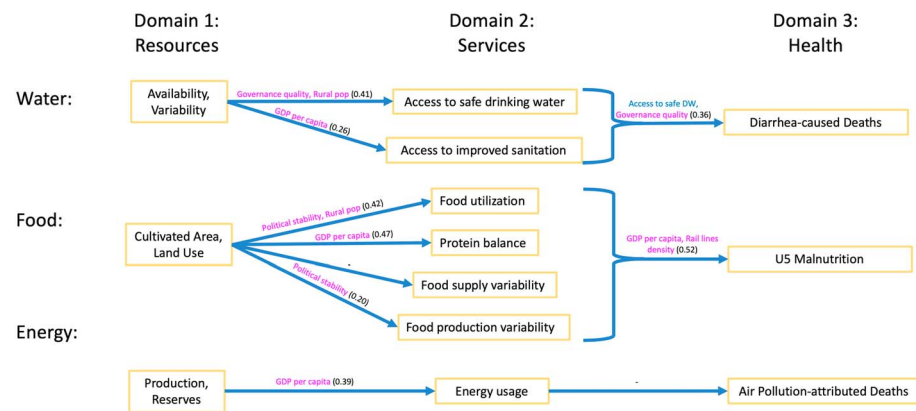 Domain 1:
Resources
Domain 2:
Services
Domain 3:
Health
Water:
Availability,
Variability
Governance quality, Rural pop (0.41)
GDP per capita (0.26)
Access to safe drinking water
Access to improved sanitation
Access to safe DW,
Governance quality (0.36)
Diarrhea-caused Deaths
Food:
Cultivated Area,
Land Use
Political stability, Rural pop (0.42)
GDP per capita (0.47)
-
Political stability (0.20)
Food utilization
Protein balance
Food supply variability
Food production variability
GDP per capita, Rail lines
density (0.52)
U5 Malnutrition
Energy:
Production,
Reserves
GDP per capita (0.39)
Energy usage
-
Air Pollution-attributed Deaths